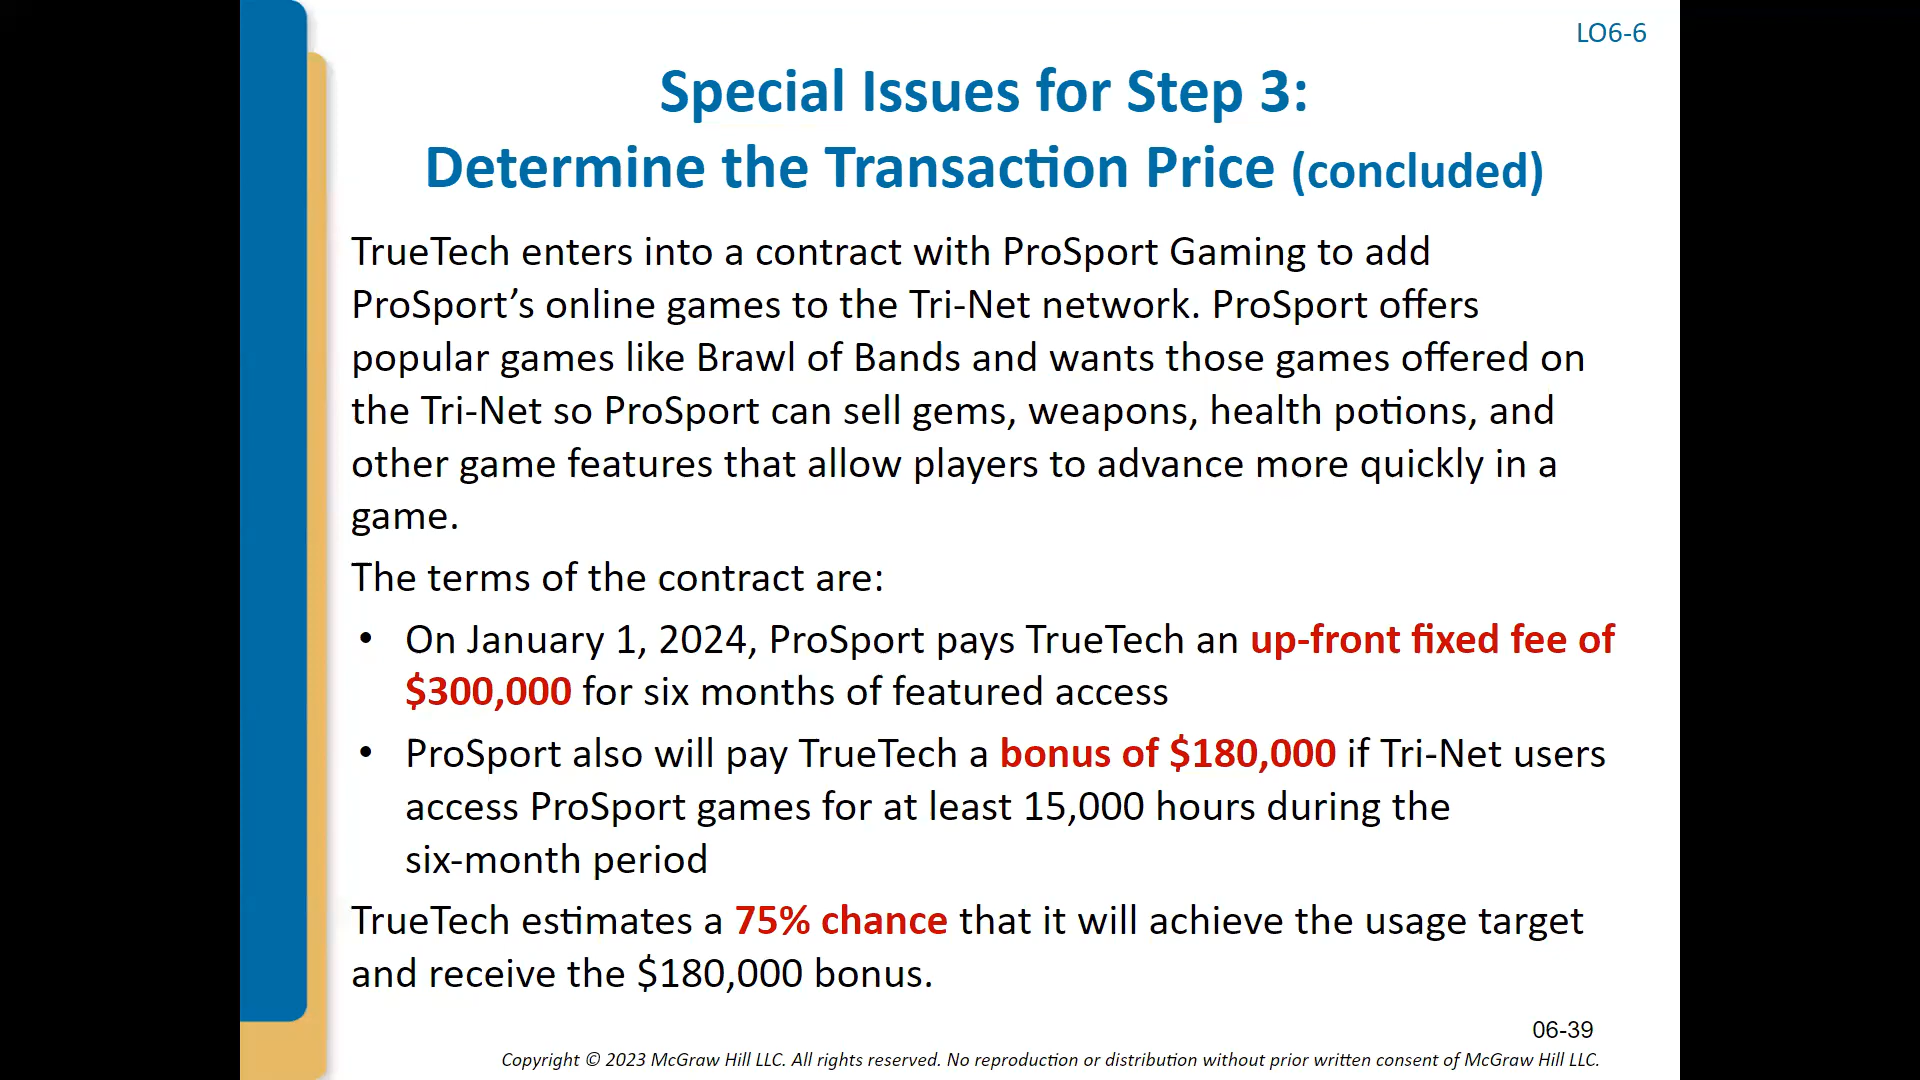 LO6-6
Special Issues for Step 3:
Determine the Transaction Price (concluded)
TrueTech enters into a contract with ProSport Gaming to add
ProSport’s online games to the Tri-Net network. ProSport offers
popular games like Brawl of Bands and wants those games offered on
the Tri-Net so ProSport can sell gems, weapons, health potions, and
other game features that allow players to advance more quickly in a
game.
The terms of the contract are:
• On January 1, 2024, ProSport pays TrueTech an up-front fixed fee of
$300,000 for six months of featured access
• ProSport also will pay TrueTech a bonus of $180,000 if Tri-Net users
access ProSport games for at least 15,000 hours during the
six-month period
TrueTech estimates a 75% chance that it will achieve the usage target
and receive the $180,000 bonus.
06-39
Copyright © 2023 McGraw Hill LLC. All rights reserved. No reproduction or distribution without prior written consent of McGraw Hill LLC.